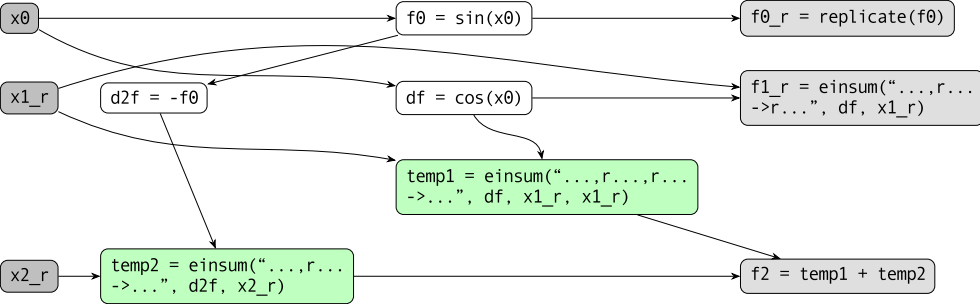 x0
f0 = sin(x0)
f0_r = replicate(f0)
x1_r
d2f = -f0
df = cos(x0)
f1_r = einsum(“...,r...
->r...”, df, x1_r)
temp1 = einsum(“...,r...,r...
->...”, df, x1_r, x1_r)
x2_r
temp2 = einsum(“...,r...
->...”, d2f, x2_r)
f2 = temp1 + temp2